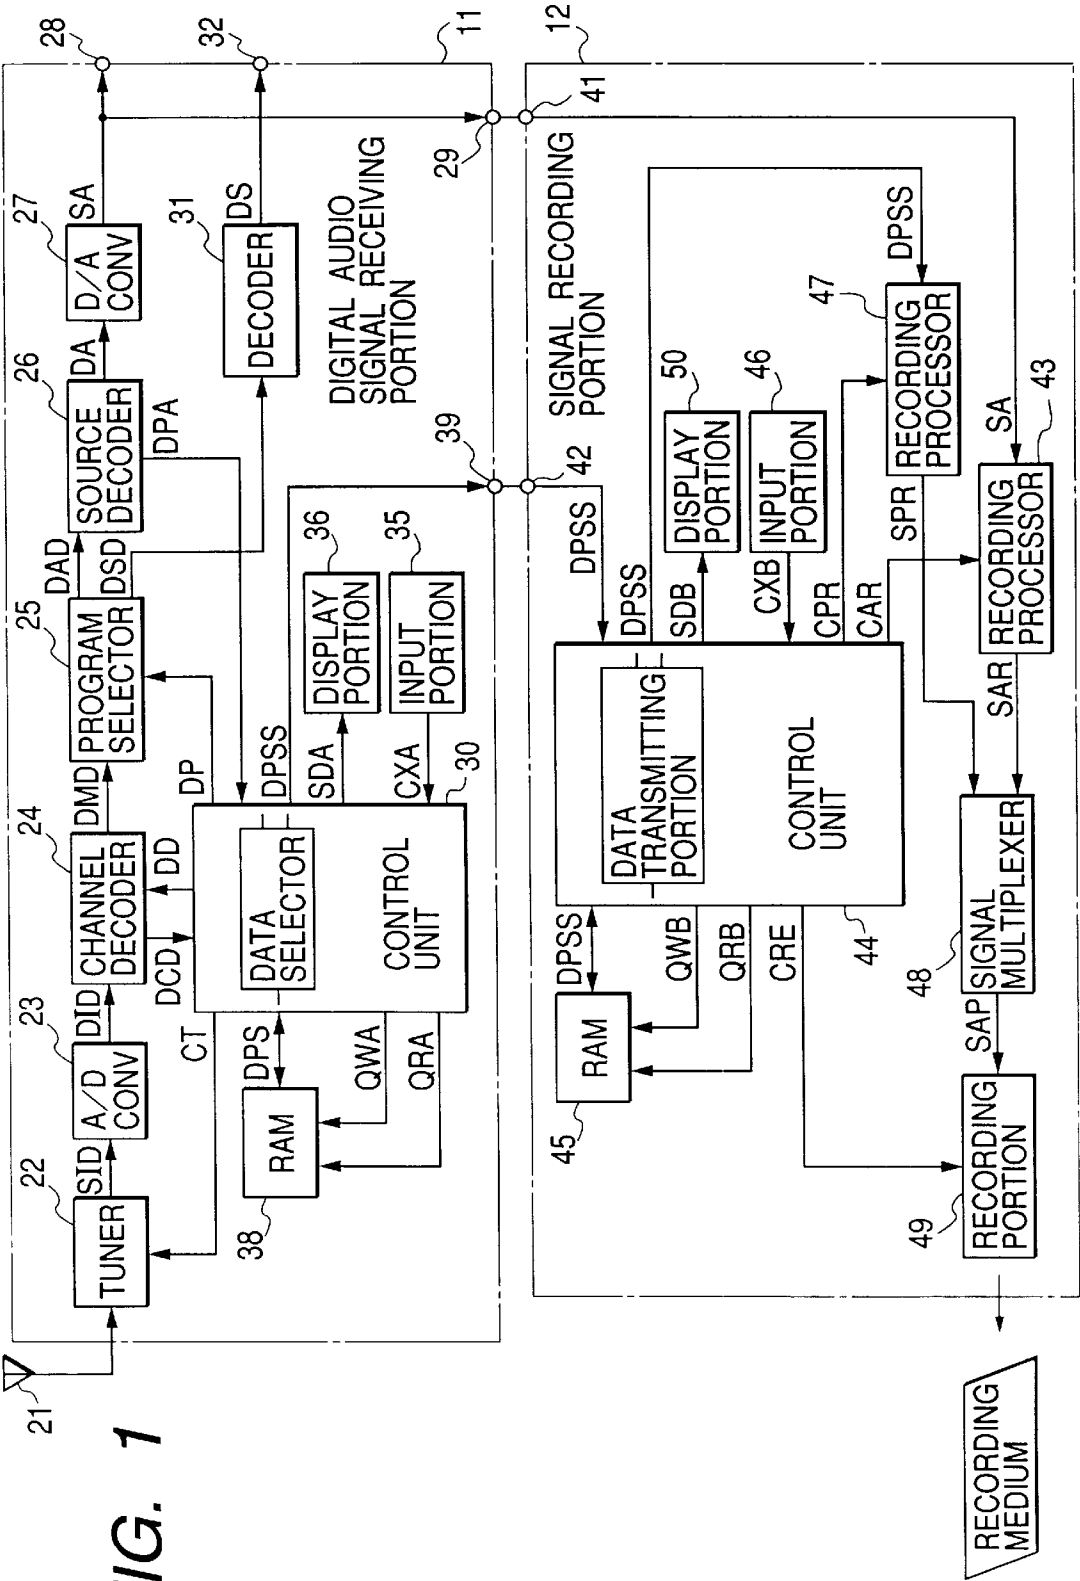 IG. 1
21
22
TUNER
SID
23
A/D
CONV
DID
24
CHANNEL
DECODER
DMD
25
PROGRAM
SELECTOR
DAD
DSD
26
SOURCE
DECODER
DA
DPA
27
D/A
CONV
SA
28
31
DECODER
DS
32
11
CT
DCD
DD
DP
DATA
SELECTOR
CONTROL
UNIT
30
DPS
QWA
QRA
38
RAM
DPSS
SDA
CXA
36
DISPLAY
PORTION
35
INPUT
PORTION
DIGITAL AUDIO
SIGNAL RECEIVING
PORTION
39
29
42
41
12
SIGNAL RECORDING
PORTION
DPSS
DATA
TRANSMITTING
PORTION
CONTROL
UNIT
44
DPSS
QWB
QRB
CRE
45
RAM
DPSS
SDB
CXB
CPR
CAR
50
DISPLAY
PORTION
46
INPUT
PORTION
DPSS
47
RECORDING
PROCESSOR
SPR
SA
43
RECORDING
PROCESSOR
SAR
48
SIGNAL
MULTIPLEXER
SAP
49
RECORDING
PORTION
RECORDING
MEDIUM